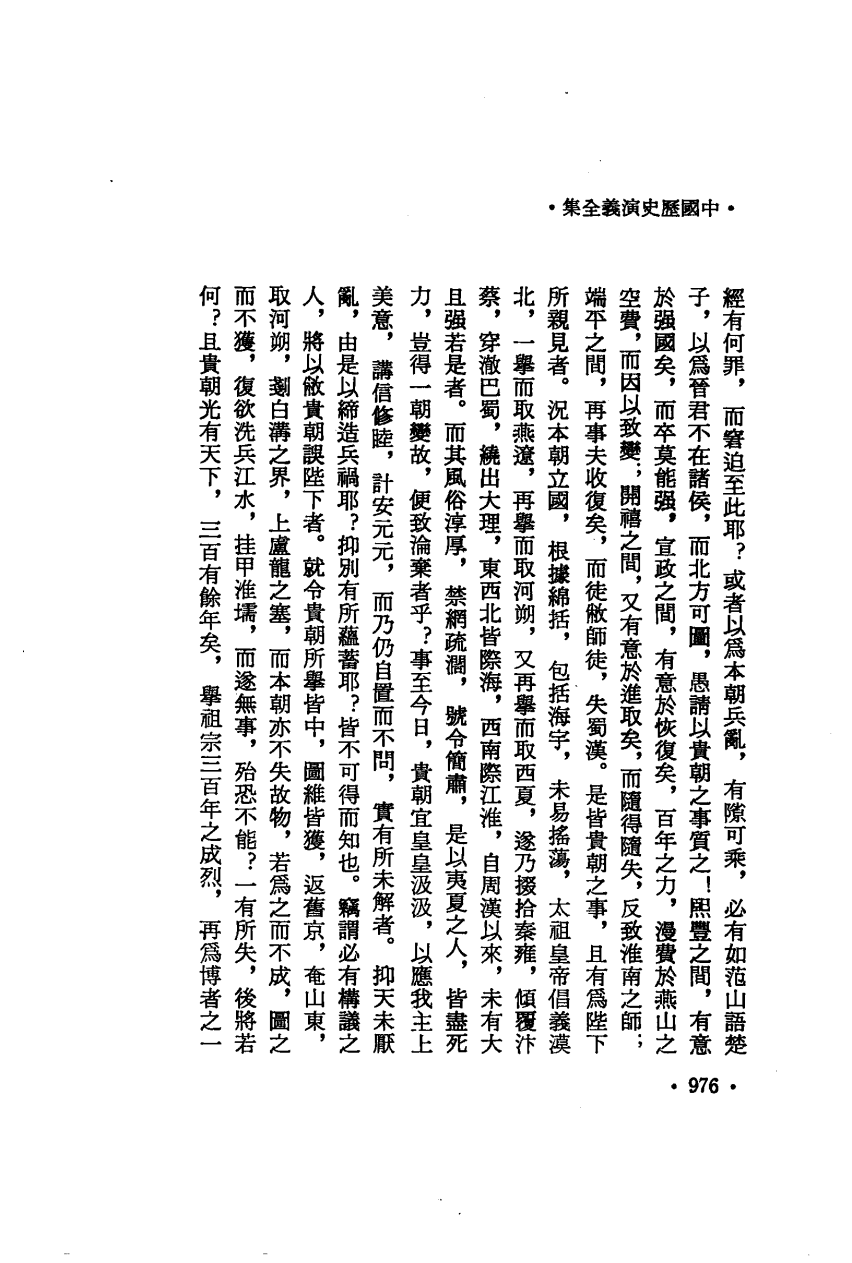 •中國歷史演義全集•
經有何罪，而窘迫至此耶？或者以爲本朝兵亂，有隙可乘，必有如范山語楚
子，以爲晉君不在諸侯，而北方可圖，愚請以貴朝之事質之！熙豐之間，有意
於强國矣，而卒莫能强，宣政之間，有意於恢復矣，百年之力，漫費於燕山之
空費，而因以致變；開禧之間，又有意於進取矣，而隨得隨失，反致淮南之師；
端平之間，再事夫收復矣，而徒敝師徒，失蜀漢。是皆貴朝之事，且有爲陛下
所親見者。況本朝立國，根據綿括，包括海宇，未易搖蕩，太祖皇帝倡義漠
北，一擧而取燕遼，再擧而取河朔，又再擧而取西夏，遂乃掇拾秦雍，傾覆汴
蔡，穿澈巴蜀，繞出大理，東西北皆際海，西南際江淮，自周漢以來，未有大
且强若是者。而其風俗淳厚，禁網疏濶，號令簡肅，是以夷夏之人，皆盡死
力，豈得一朝變故，便致淪棄者乎？事至今日，貴朝宜皇皇汲汲，以應我主上
美意，講信修睦，計安元元，而乃仍自置而不問，實有所未解者。抑天未厭
亂，由是以締造兵禍耶？抑別有所蘊蓄耶？皆不可得而知也。竊謂必有構議之
人，將以敝貴朝誤陛下者。就令貴朝所擧皆中，圖維皆獲，返舊京，奄山東，
取河朔，剗白溝之界，上盧龍之塞，而本朝亦不失故物，若爲之而不成，圖之
而不獲，復欲洗兵江水，挂甲淮壖，而遂無事，殆恐不能？一有所失，後將若
何？且貴朝光有天下，三百有餘年矣，擧祖宗三百年之成烈，再爲博者之一
•976•